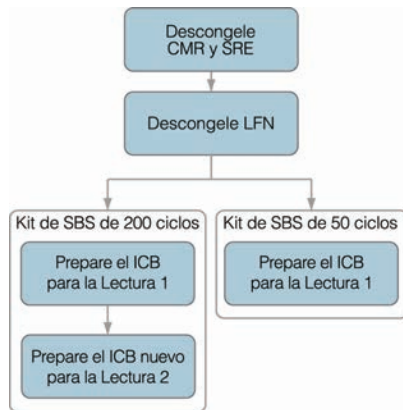 Descongele
CMR y SRE
Descongele LFN
Kit de SBS de 200 ciclos
Prepare el ICB
para la Lectura 1
Prepare el ICB nuevo
para la Lectura 2
Kit de SBS de 50 ciclos
Prepare el ICB
para la Lectura 1